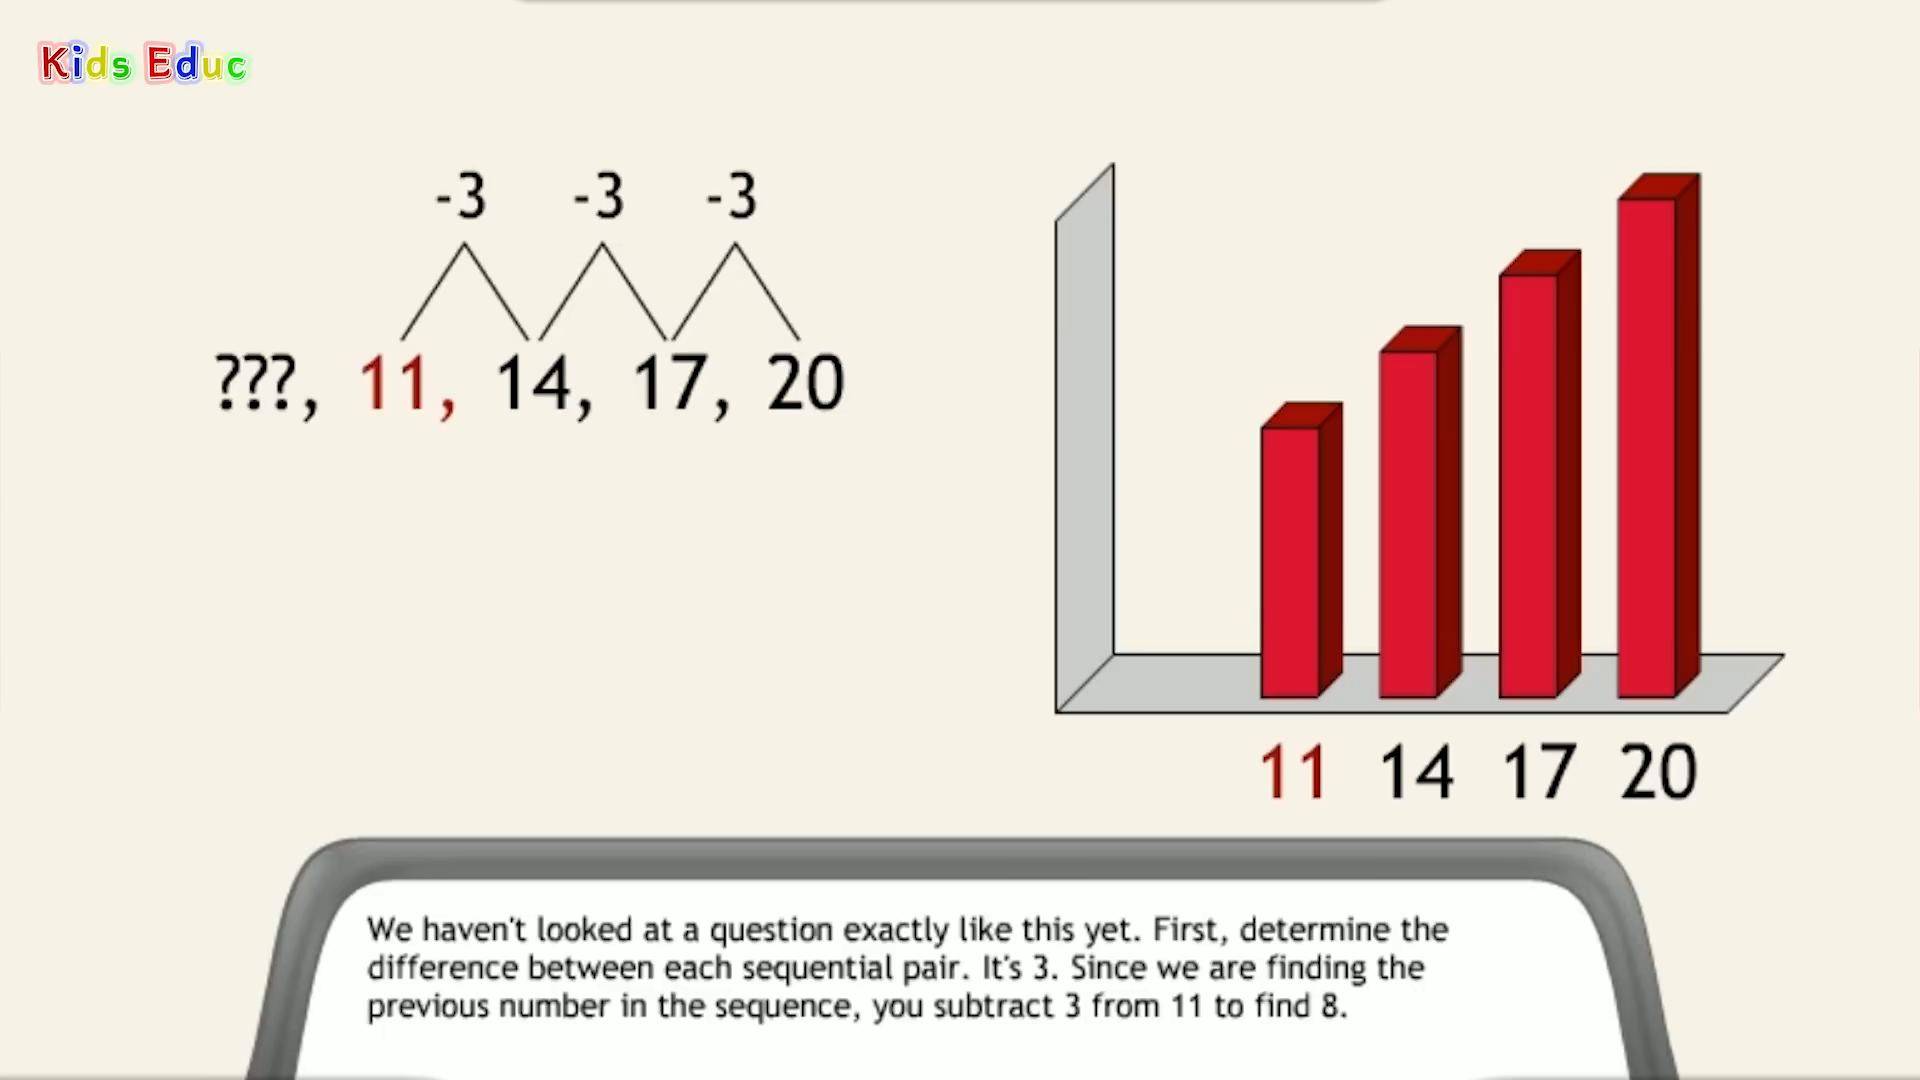 Kids Educ
-3 -3 -3
???, 11, 14, 17, 20
11 14 17 20
We haven't looked at a question exactly like this yet. First, determine the
difference between each sequential pair. It's 3. Since we are finding the
previous number in the sequence, you subtract 3 from 11 to find 8.